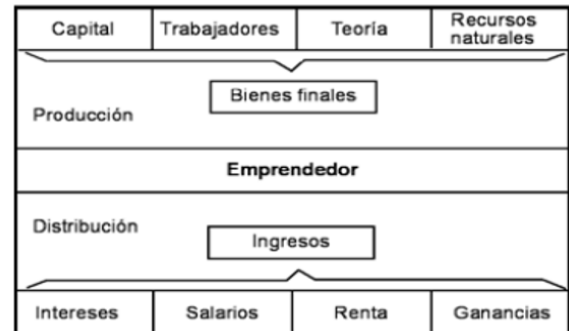 Capital Trabajadores Teoría Recursos naturales
Bienes finales
Producción
Emprendedor
Distribución
Ingresos
Intereses Salarios Renta Ganancias